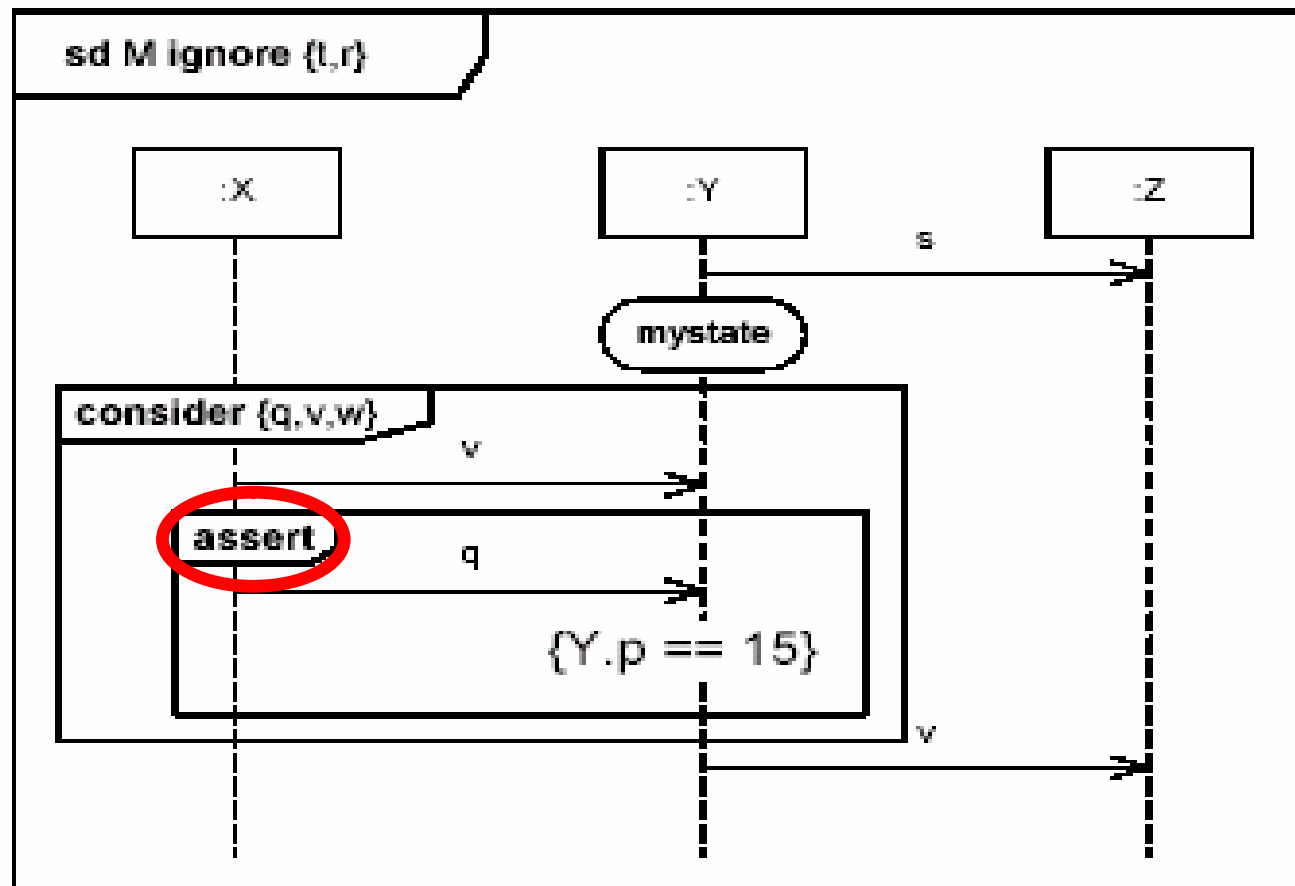 sd M ignore {t,r}
:X
:Y
:Z
s
mystate
consider {q,v,w}
v
assert
q
{Y.p == 15}
v